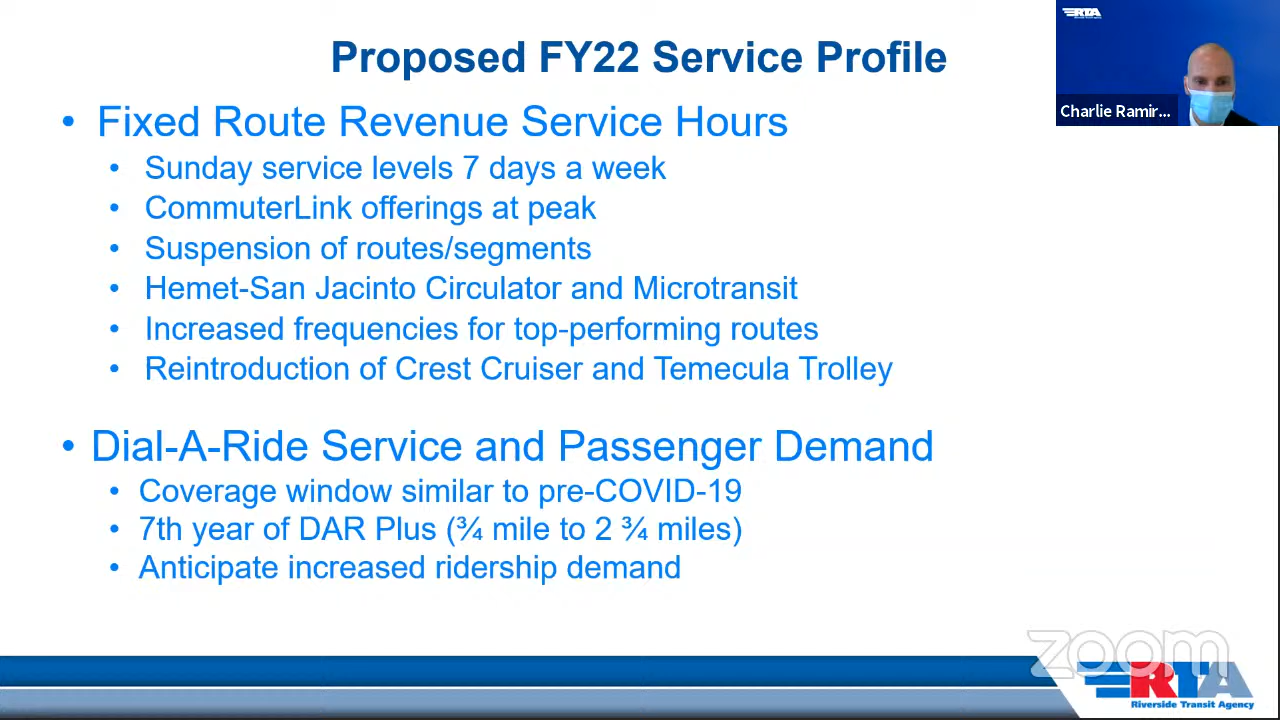 RTA
Proposed FY22 Service Profile
Charlie Ramir...
• Fixed Route Revenue Service Hours
• Sunday service levels 7 days a week
• CommuterLink offerings at peak
• Suspension of routes/segments
• Hemet-San Jacinto Circulator and Microtransit
• Increased frequencies for top-performing routes
• Reintroduction of Crest Cruiser and Temecula Trolley
• Dial-A-Ride Service and Passenger Demand
• Coverage window similar to pre-COVID-19
• 7th year of DAR Plus (¾ mile to 2 ¾ miles)
• Anticipate increased ridership demand
zoom
RTA
Riverside Transit Agency